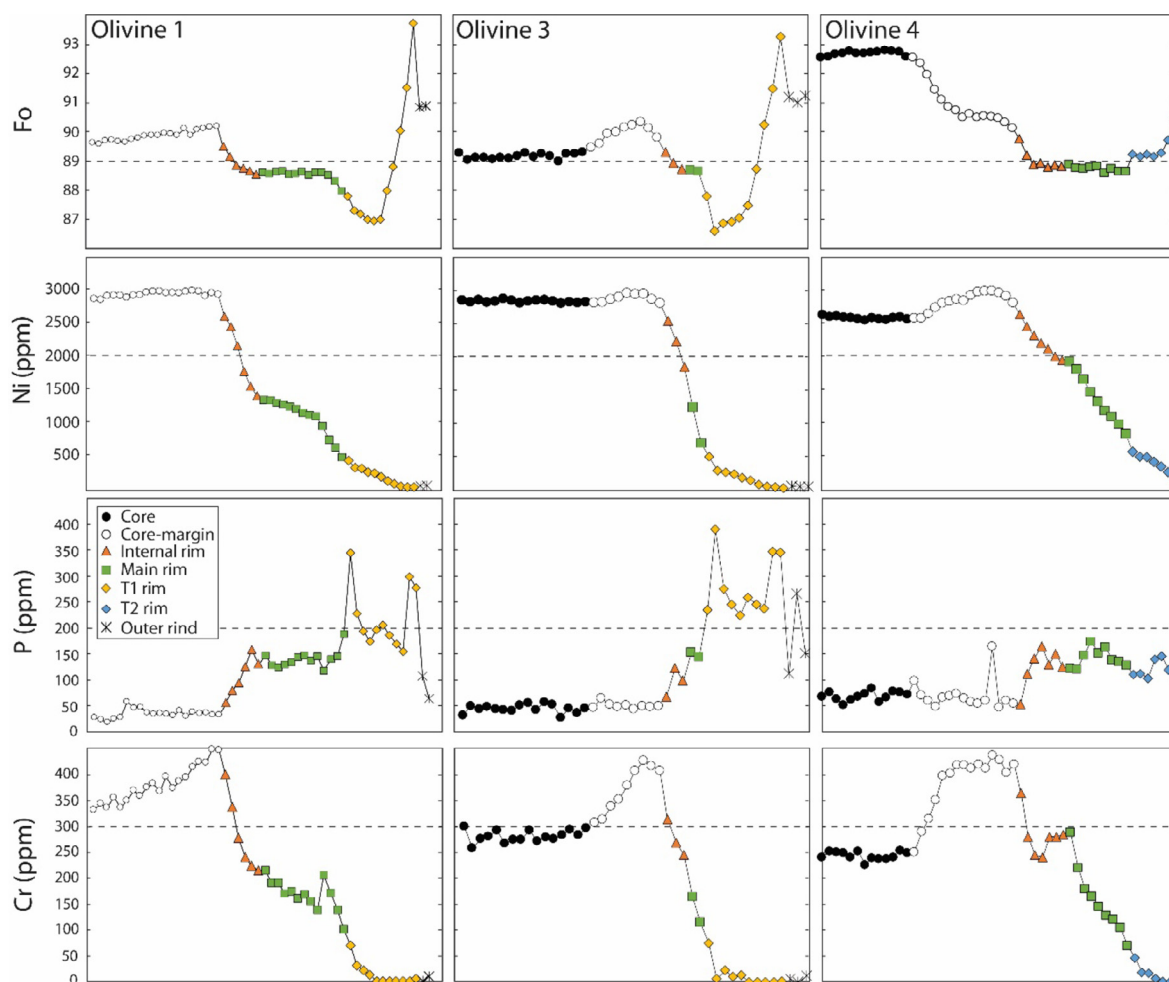 Olivine 1
Olivine 3
Olivine 4
Fo
93
92
91
90
89
88
87
Ni (ppm)
3000
2500
2000
1500
1000
500
P (ppm)
400
350
300
250
200
150
100
50
0
Core
Core-margin
Internal rim
Main rim
T1 rim
T2 rim
Outer rind
Cr (ppm)
400
350
300
250
200
150
100
50
0